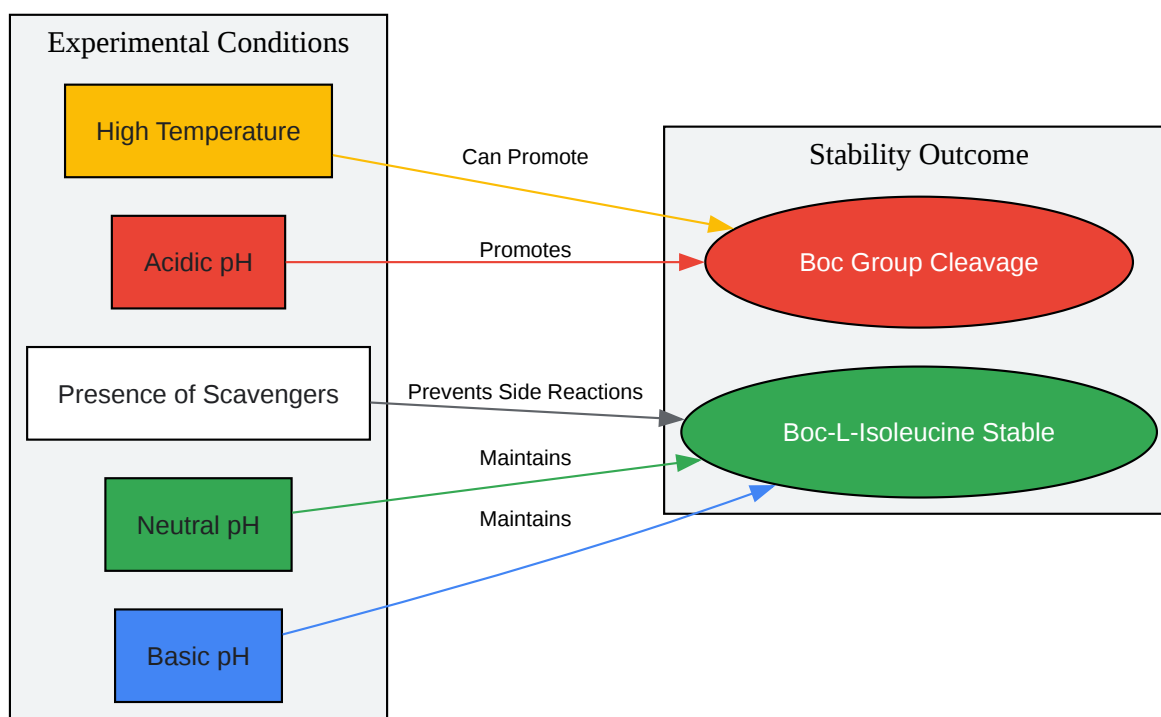 Experimental Conditions
High Temperature
Acidic pH
Presence of Scavengers
Neutral pH
Basic pH
Can Promote
Promotes
Prevents Side Reactions
Maintains
Maintains
Stability Outcome
Boc Group Cleavage
Boc-L-Isoleucine Stable